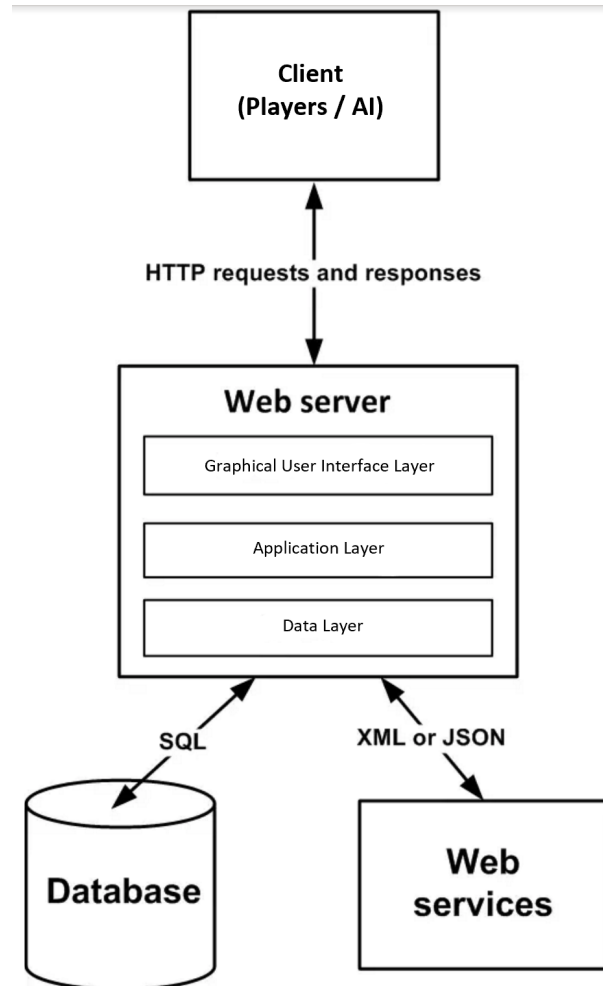 Client
(Players / AI)
HTTP requests and responses
Web server
Graphical User Interface Layer
Application Layer
Data Layer
SQL
XML or JSON
Database
Web
services